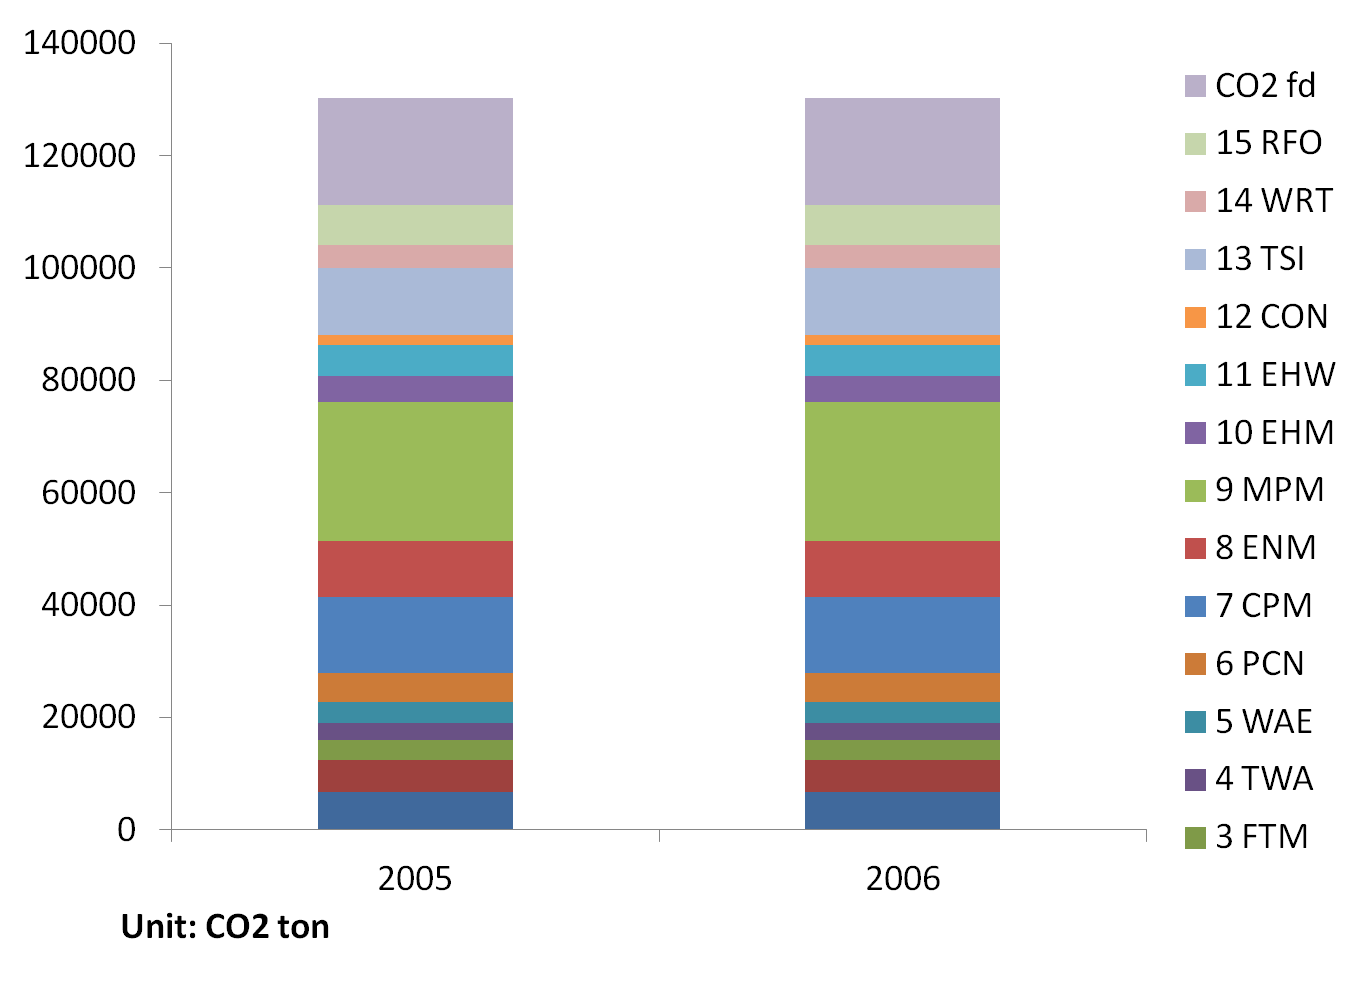 140000
120000
100000
80000
60000
40000
20000
0
2005
2006
Unit: CO2 ton
CO2 fd
15 RFO
14 WRT
13 TSI
12 CON
11 EHW
10 EHM
9 MPM
8 ENM
7 CPM
6 PCN
5 WAE
4 TWA
3 FTM